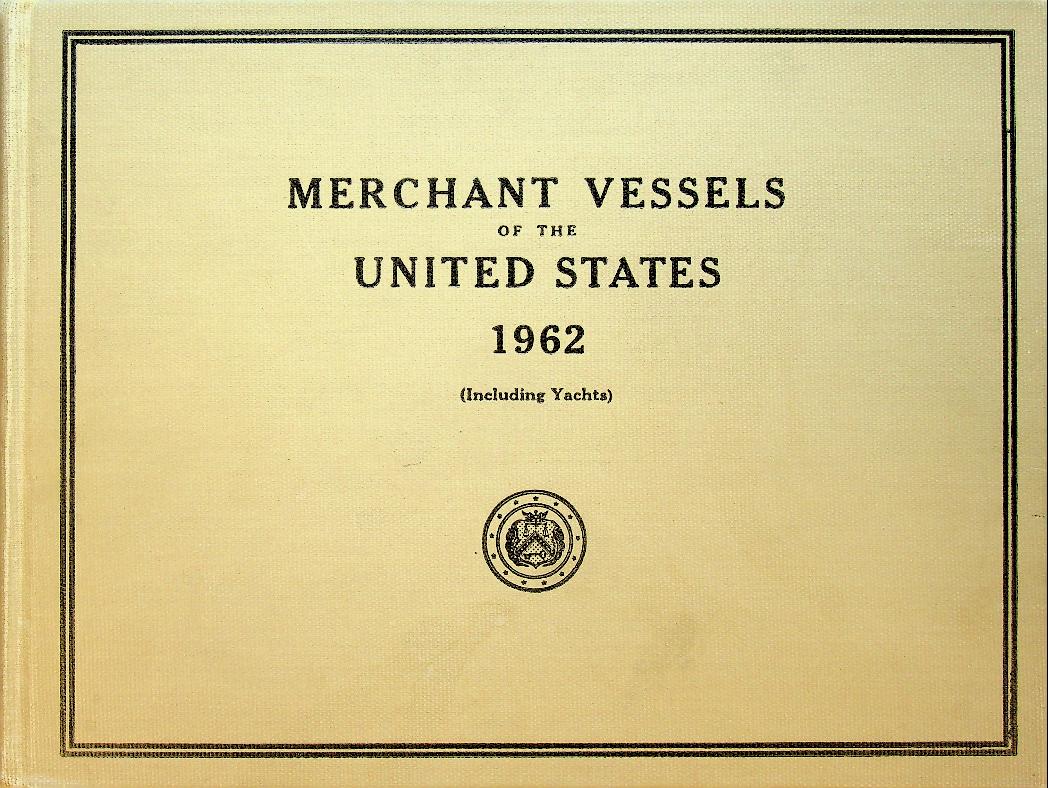 MERCHANT VESSELS
OF THE
UNITED STATES
1962
(Including Yachts)